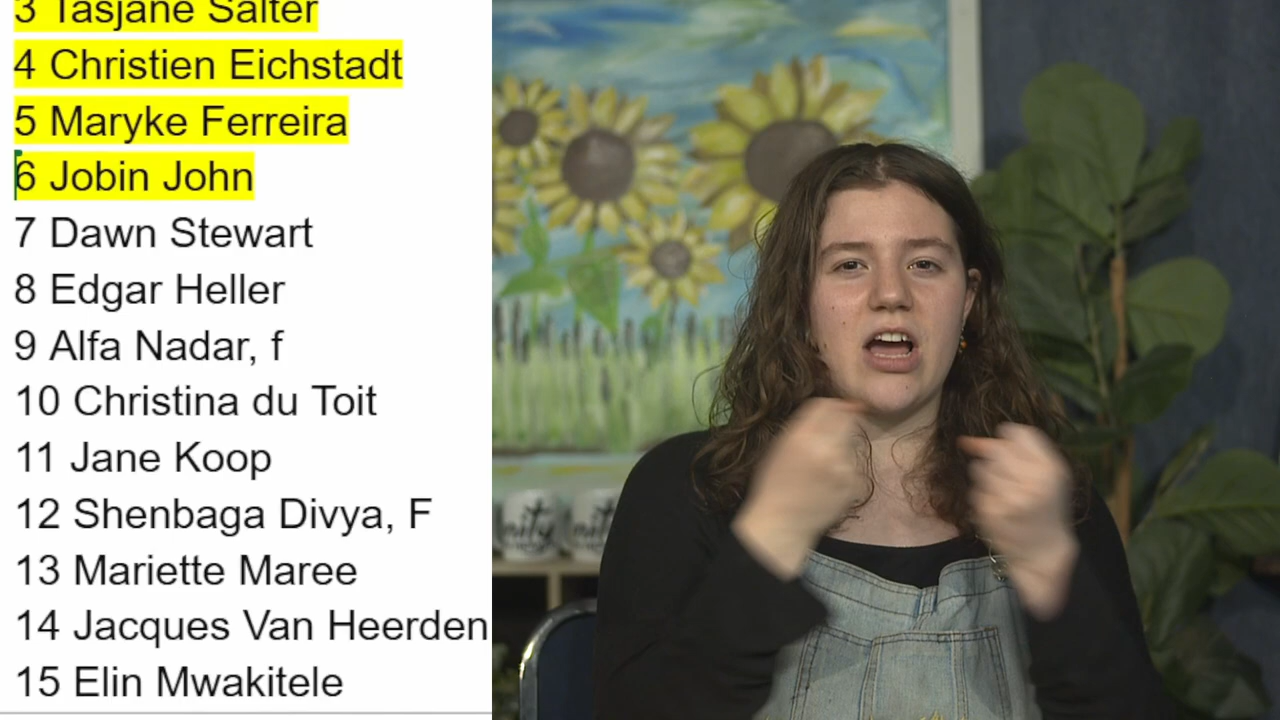 3 Tasjane Salter
4 Christien Eichstadt
5 Maryke Ferreira
6 Jobin John
7 Dawn Stewart
8 Edgar Heller
9 Alfa Nadar, f
10 Christina du Toit
11 Jane Koop
12 Shenbaga Divya, F
13 Mariette Maree
14 Jacques Van Heerden
15 Elin Mwakitele